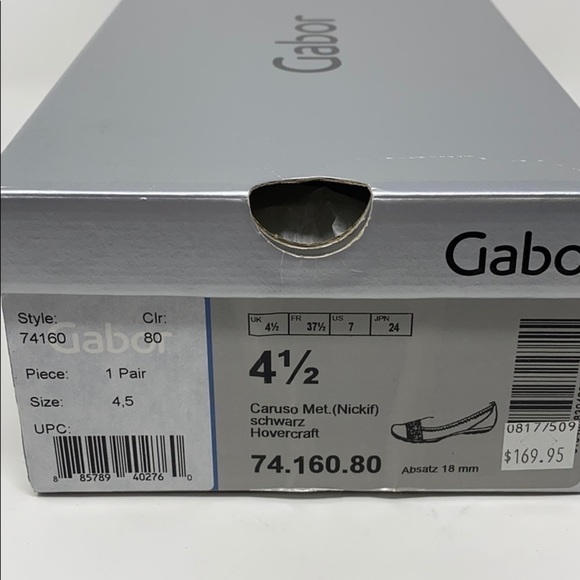 Gabor
Gabo
Style: Clr:
74160 80
Gabor
Piece: 1 Pair
Size: 4,5
UPC:
8 85789 40276 0
UK FR US JPN
4½ 37½ 7 24
4½
Caruso Met.(Nickif)
schwarz
Hovercraft
74.160.80
Absatz 18 mm
08177509
$169.95